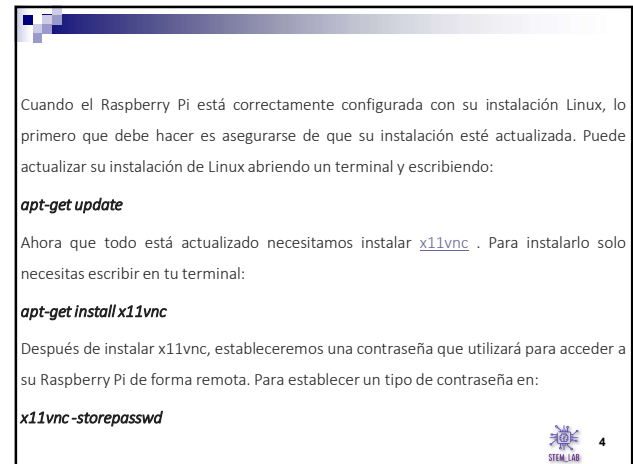 Cuando el Raspberry Pi está correctamente configurada con su instalación Linux, lo
primero que debe hacer es asegurarse de que su instalación esté actualizada. Puede
actualizar su instalación de Linux abriendo un terminal y escribiendo:
apt-get update
Ahora que todo está actualizado necesitamos instalar x11vnc . Para instalarlo solo
necesitas escribir en tu terminal:
apt-get install x11vnc
Después de instalar x11vnc, estableceremos una contraseña que utilizará para acceder a
su Raspberry Pi de forma remota. Para establecer un tipo de contraseña en:
x11vnc -storepasswd
STEM_LAB
4